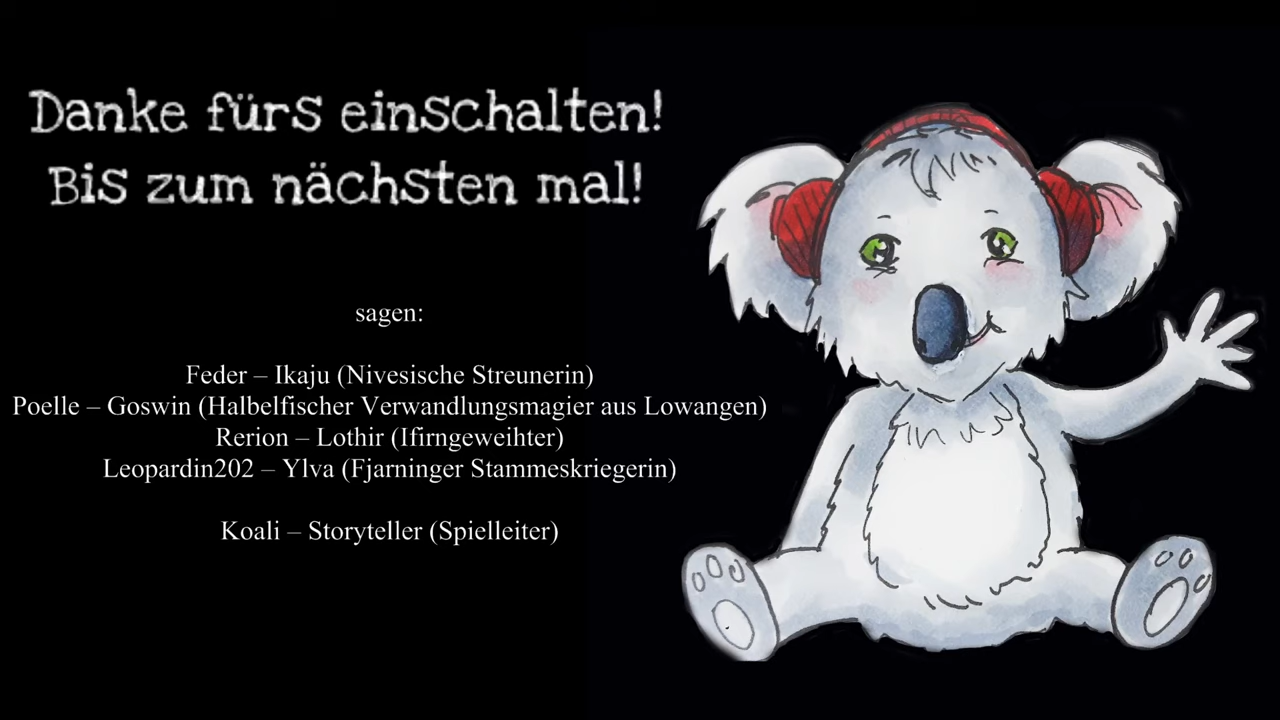 Danke fürs einschalten!
Bis zum nächsten mal!
sagen:
Feder – Ikaju (Nivesische Streunerin)
Poelle – Goswin (Halbelfischer Verwandlungsmagier aus Lowangen)
Rerion – Lothir (Ifirngeweihter)
Leopardin202 – Ylva (Fjarninger Stammeskriegerin)
Koali – Storyteller (Spielleiter)